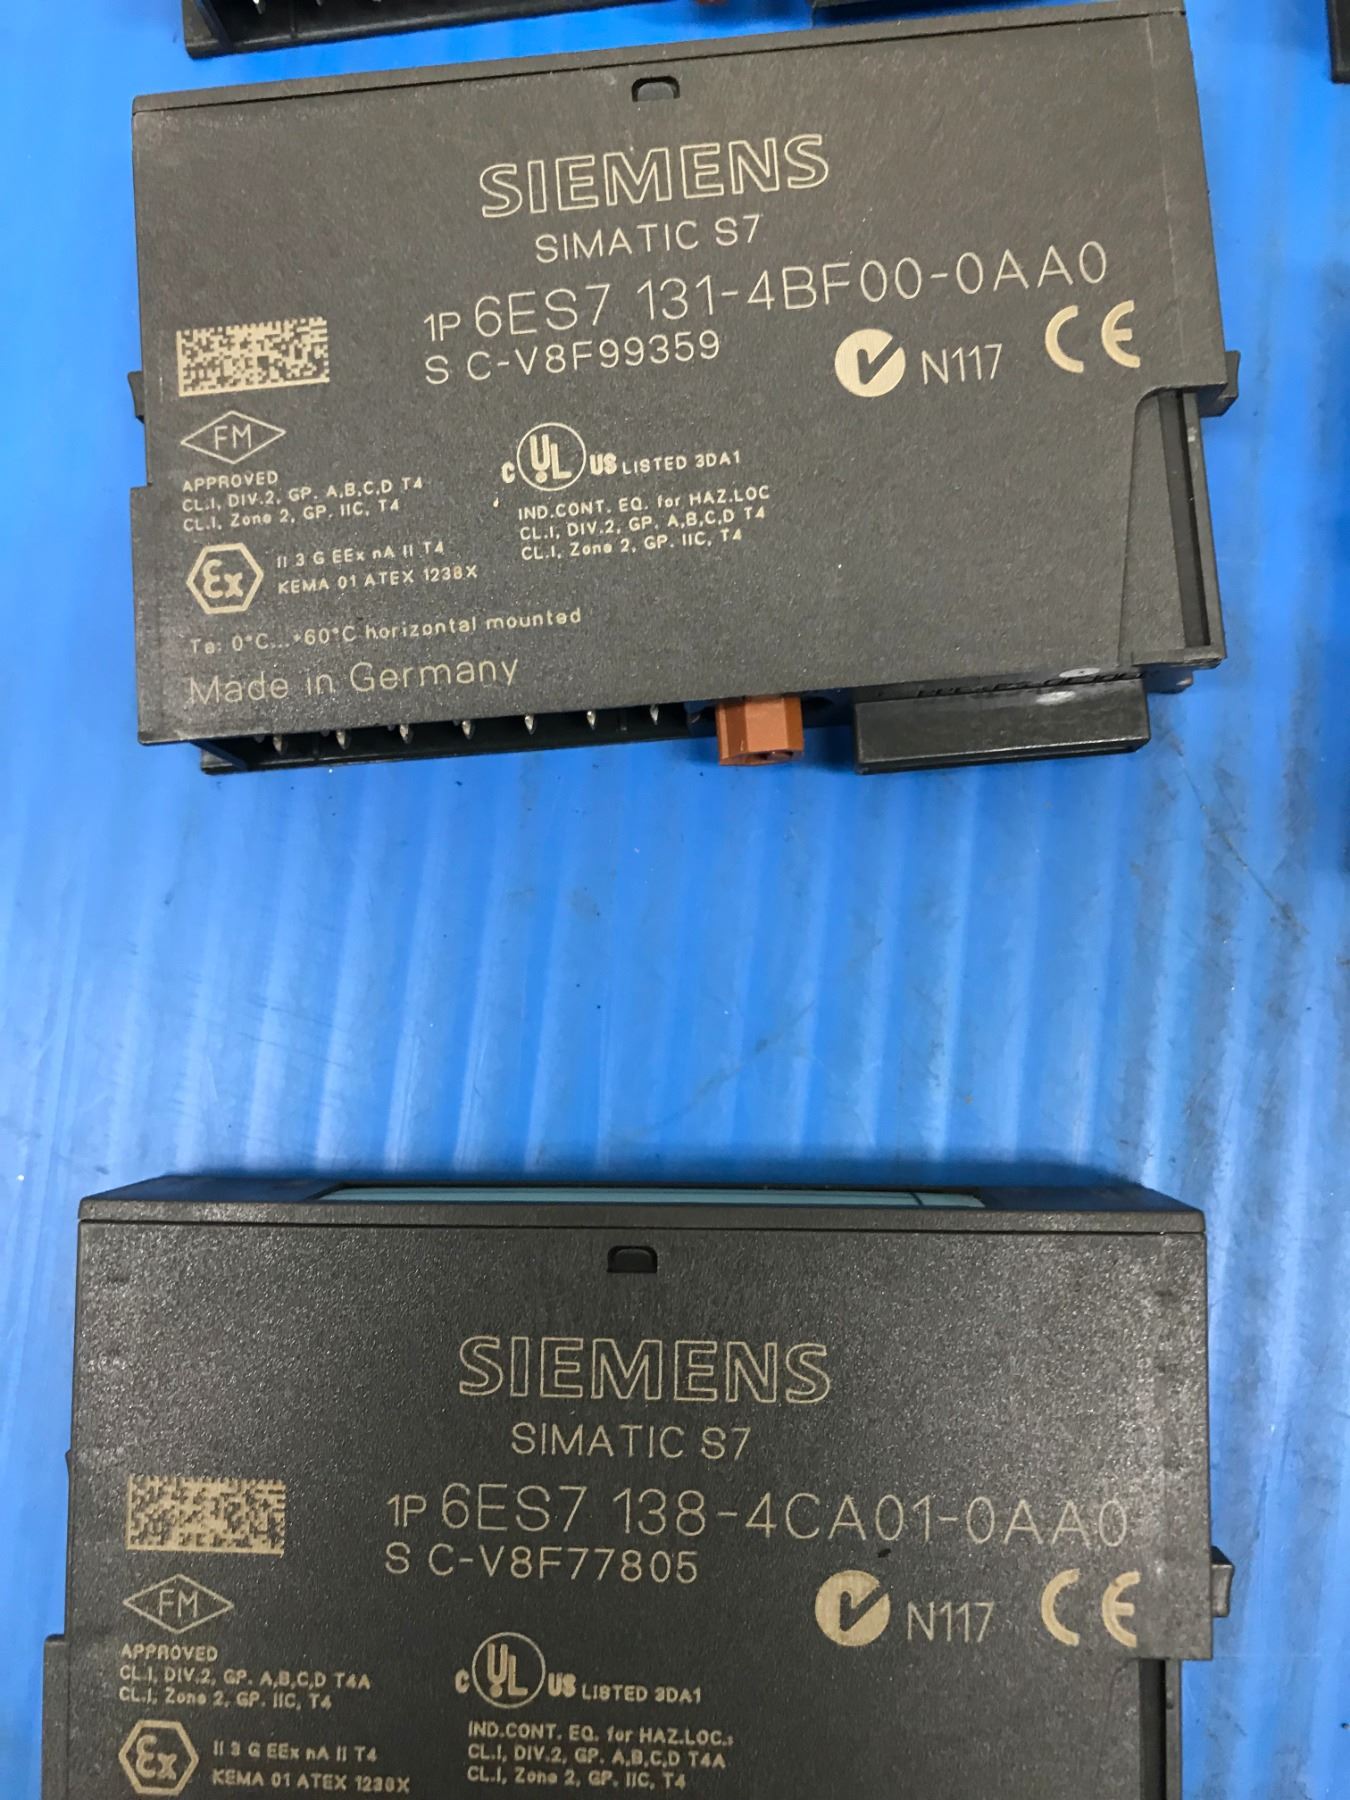 SIEMENS
SIMATIC S7
1P 6ES7 131-4BF00-0AA0
S C-V8F99359
N117 CE
FM
APPROVED
CL.I, DIV.2, GP. A,B,C,D T4
CL.I, Zone 2, GP. IIC, T4
C UL US LISTED 3DA1
IND.CONT. EQ. for HAZ.LOC
CL.I, DIV.2, GP. A,B,C,D T4
CL.I, Zone 2, GP. IIC, T4
Ex II 3 G EEx nA II T4
KEMA 01 ATEX 1238X
Ta: 0°C...+60°C horizontal mounted
Made in Germany
SIEMENS
SIMATIC S7
1P 6ES7 138-4CA01-0AA0
S C-V8F77805
N117 CE
FM
APPROVED
CL.I, DIV.2, GP. A,B,C,D T4A
CL.I, Zone 2, GP. IIC, T4
C UL US LISTED 3DA1
IND.CONT. EQ. for HAZ.LOC.:
CL.I, DIV.2, GP. A,B,C,D T4A
CL.I, Zone 2, GP. IIC, T4
Ex II 3 G EEx nA II T4
KEMA 01 ATEX 1238X